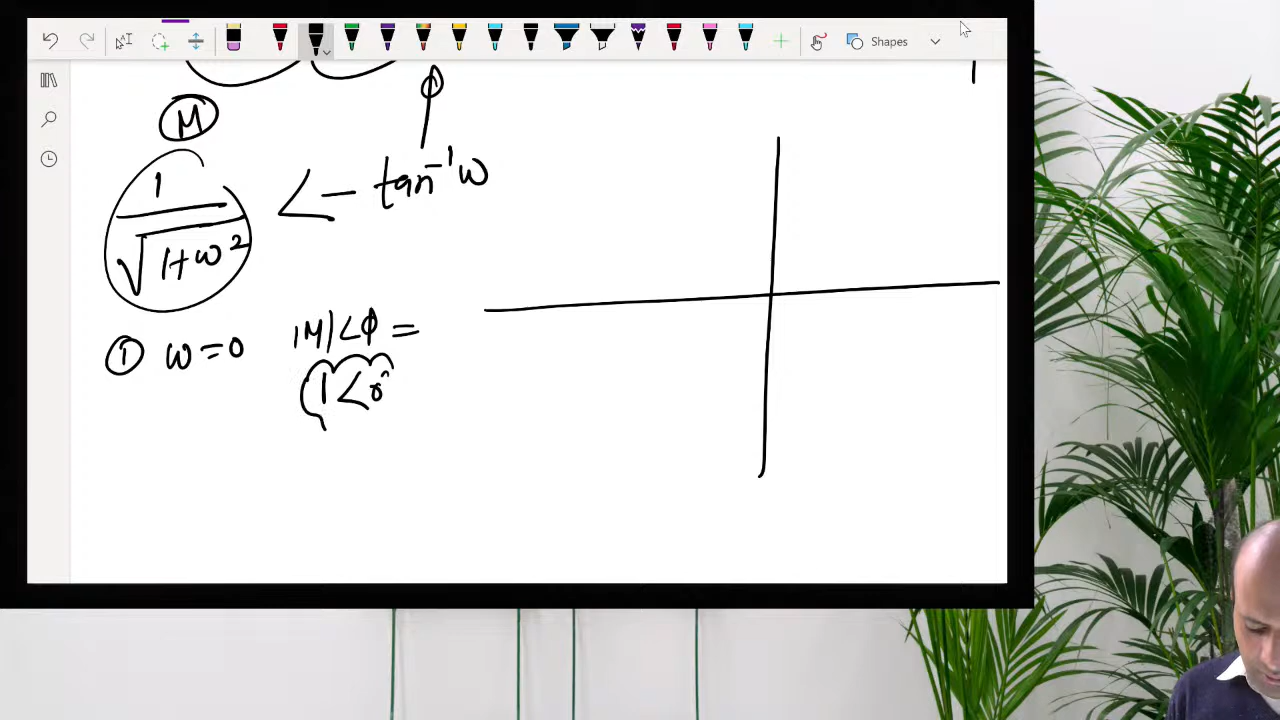 Shapes
ϕ
M
1
√1+ω² < - tan⁻¹ω
① ω=0 |M|<ϕ =
1<0°